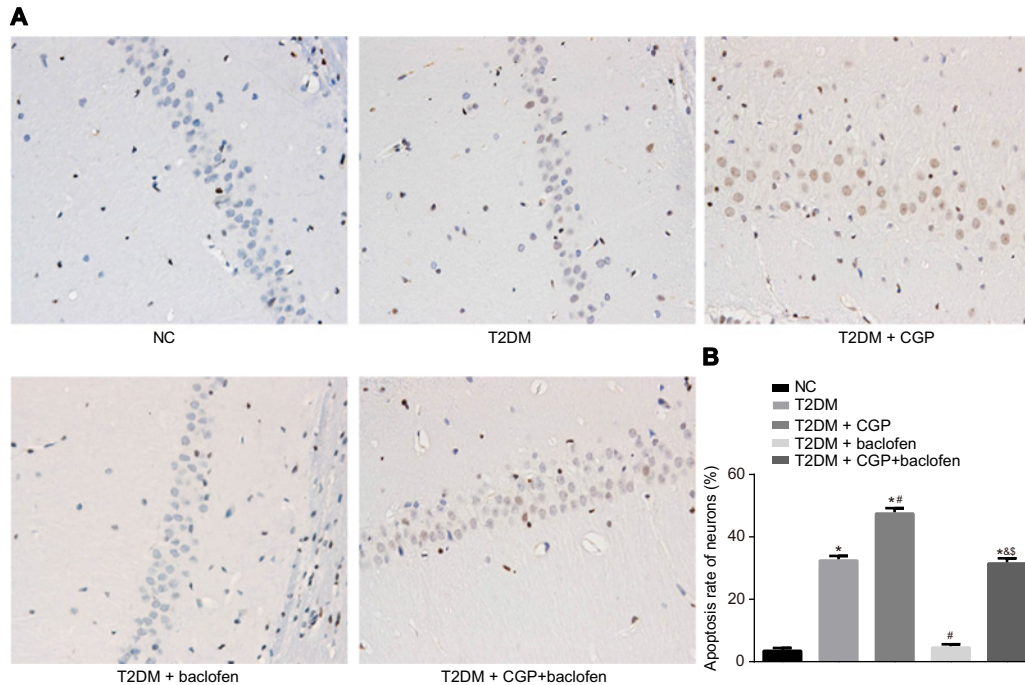 A
NC
T2DM
T2DM + CGP
T2DM + baclofen
T2DM + CGP+baclofen
B
NC
T2DM
T2DM + CGP
T2DM + baclofen
T2DM + CGP+baclofen
Apoptosis rate of neurons (%)
60
40
20
0
*
*#
#
*&$